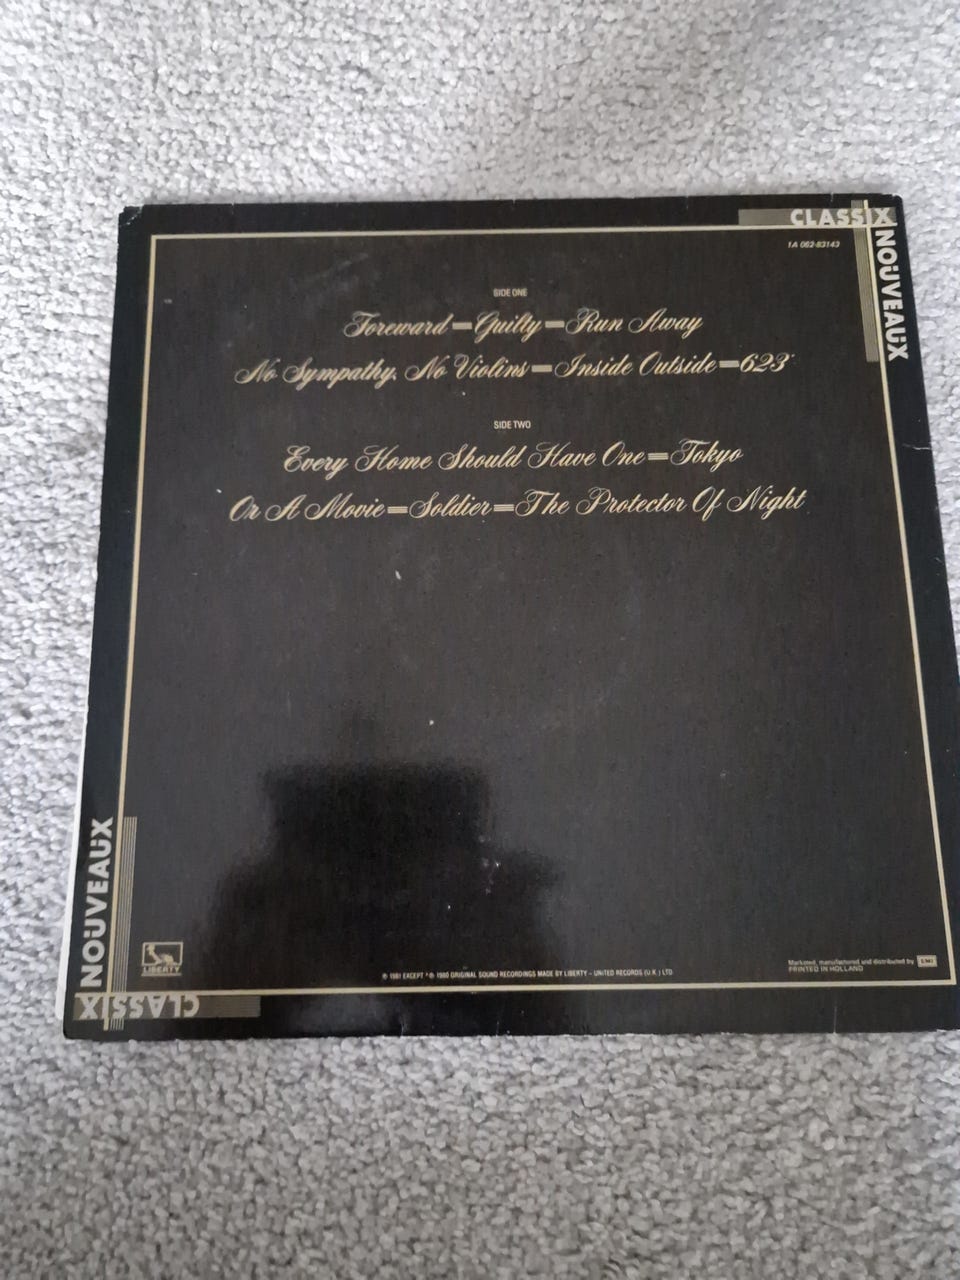 CLASSIX
NOUVEAUX
1A 062-83143
SIDE ONE
Foreward=Guilty=Run Away
No Sympathy, No Violins=Inside Outside=623*
SIDE TWO
Every Home Should Have One=Tokyo
Or A Movie=Soldier=The Protector Of Night
NOUVEAUX
CLASSIX
LIBERTY
℗ 1981 EXCEPT *℗ 1980 ORIGINAL SOUND RECORDINGS MADE BY LIBERTY – UNITED RECORDS (U.K.) LTD
Marketed, manufactured and distributed by EMI
PRINTED IN HOLLAND